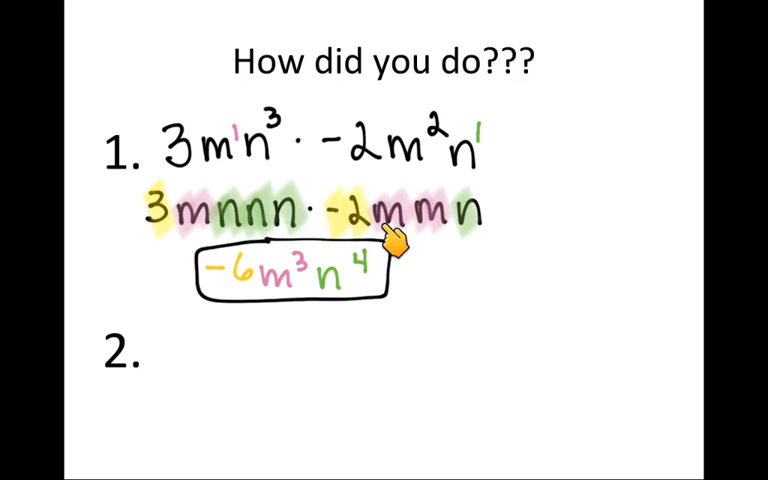 How did you do???
1. 3m¹n³ · -2m²n¹
3mnnn · -2mmn
-6m³n⁴
2.